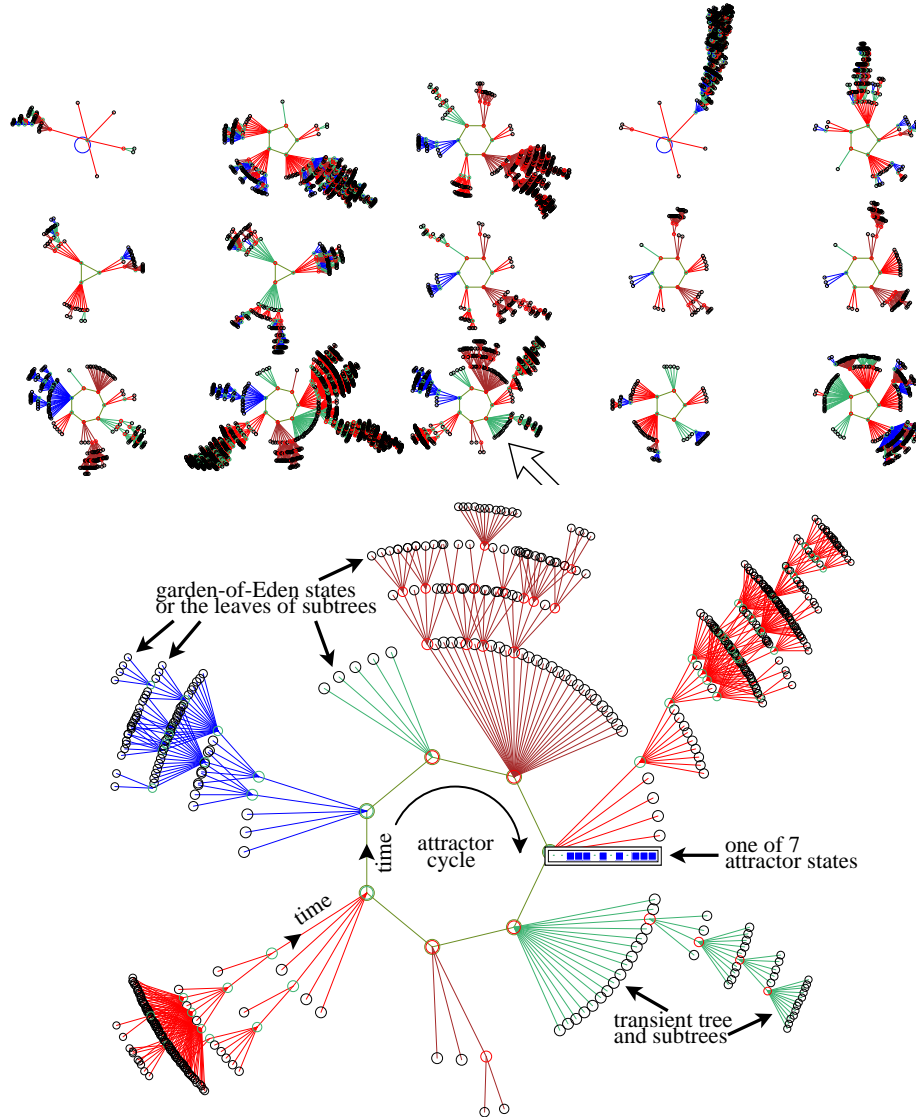 garden-of-Eden states
or the leaves of subtrees
time
attractor
cycle
one of 7
attractor states
time
transient tree
and subtrees